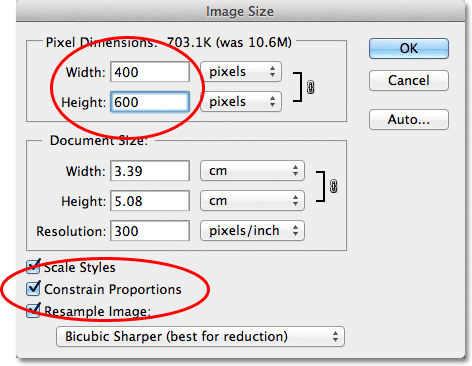 Image Size
Pixel Dimensions: 703.1K (was 10.6M)
Width: 400 pixels
Height: 600 pixels
OK
Cancel
Auto...
Document Size:
Width: 3.39 cm
Height: 5.08 cm
Resolution: 300 pixels/inch
Scale Styles
Constrain Proportions
Resample Image:
Bicubic Sharper (best for reduction)